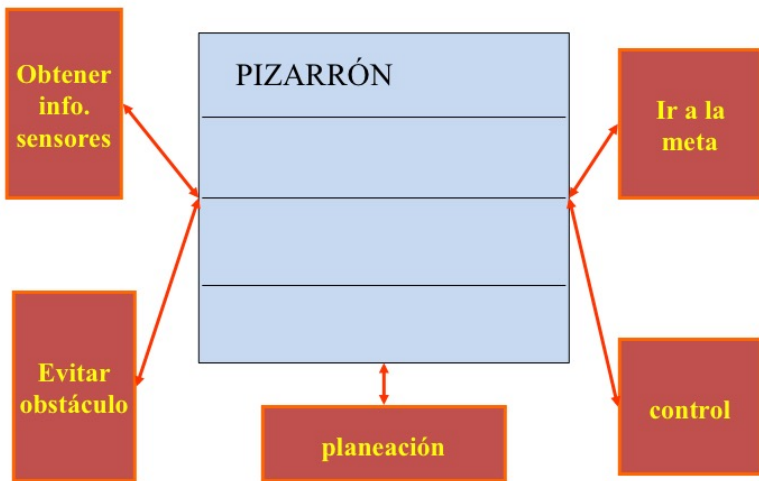 Obtener
info.
sensores
PIZARRÓN
Ir a la
meta
Evitar
obstáculo
planeación
control